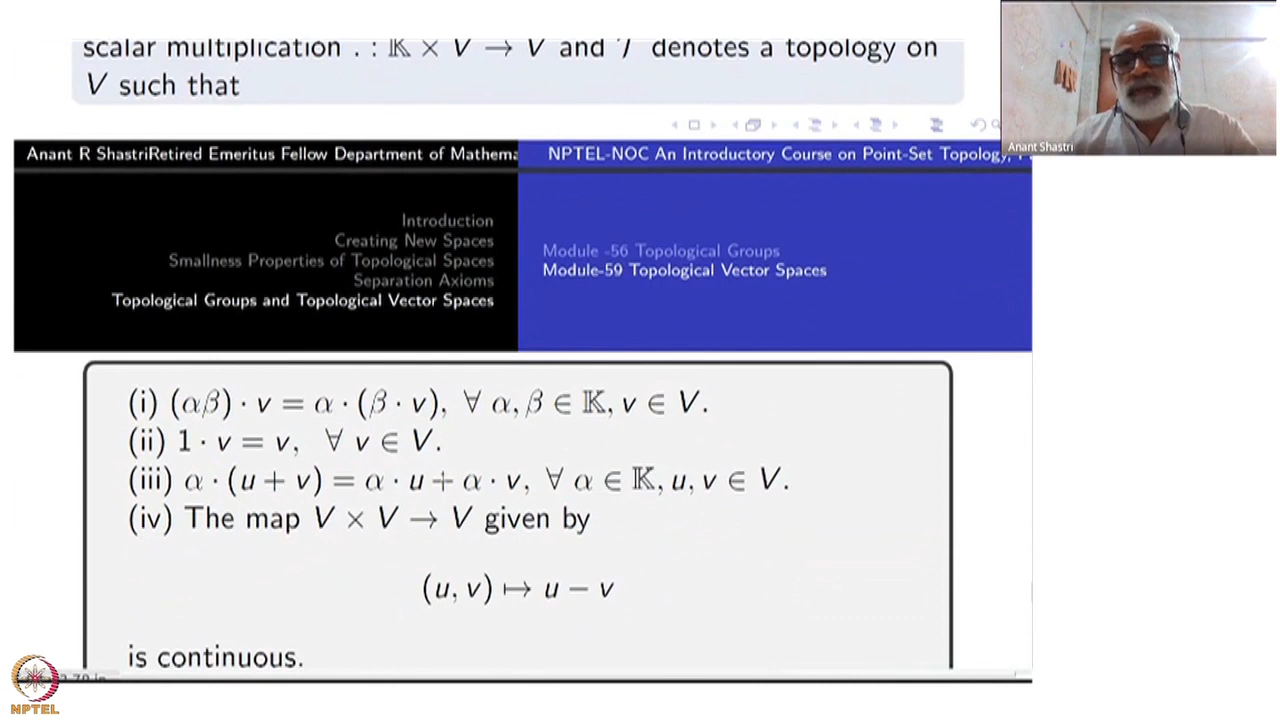 scalar multiplication . : 𝕂 × V → V and 𝒯 denotes a topology on
V such that
Anant Shastri
Anant R ShastriRetired Emeritus Fellow Department of Mathema
NPTEL-NOC An Introductory Course on Point-Set Topology,
Introduction
Creating New Spaces
Smallness Properties of Topological Spaces
Separation Axioms
Topological Groups and Topological Vector Spaces
Module -56 Topological Groups
Module-59 Topological Vector Spaces
(i) (αβ) · v = α · (β · v), ∀ α, β ∈ 𝕂, v ∈ V.
(ii) 1 · v = v, ∀ v ∈ V.
(iii) α · (u + v) = α · u + α · v, ∀ α ∈ 𝕂, u, v ∈ V.
(iv) The map V × V → V given by
(u, v) ↦ u − v
is continuous.
NPTEL